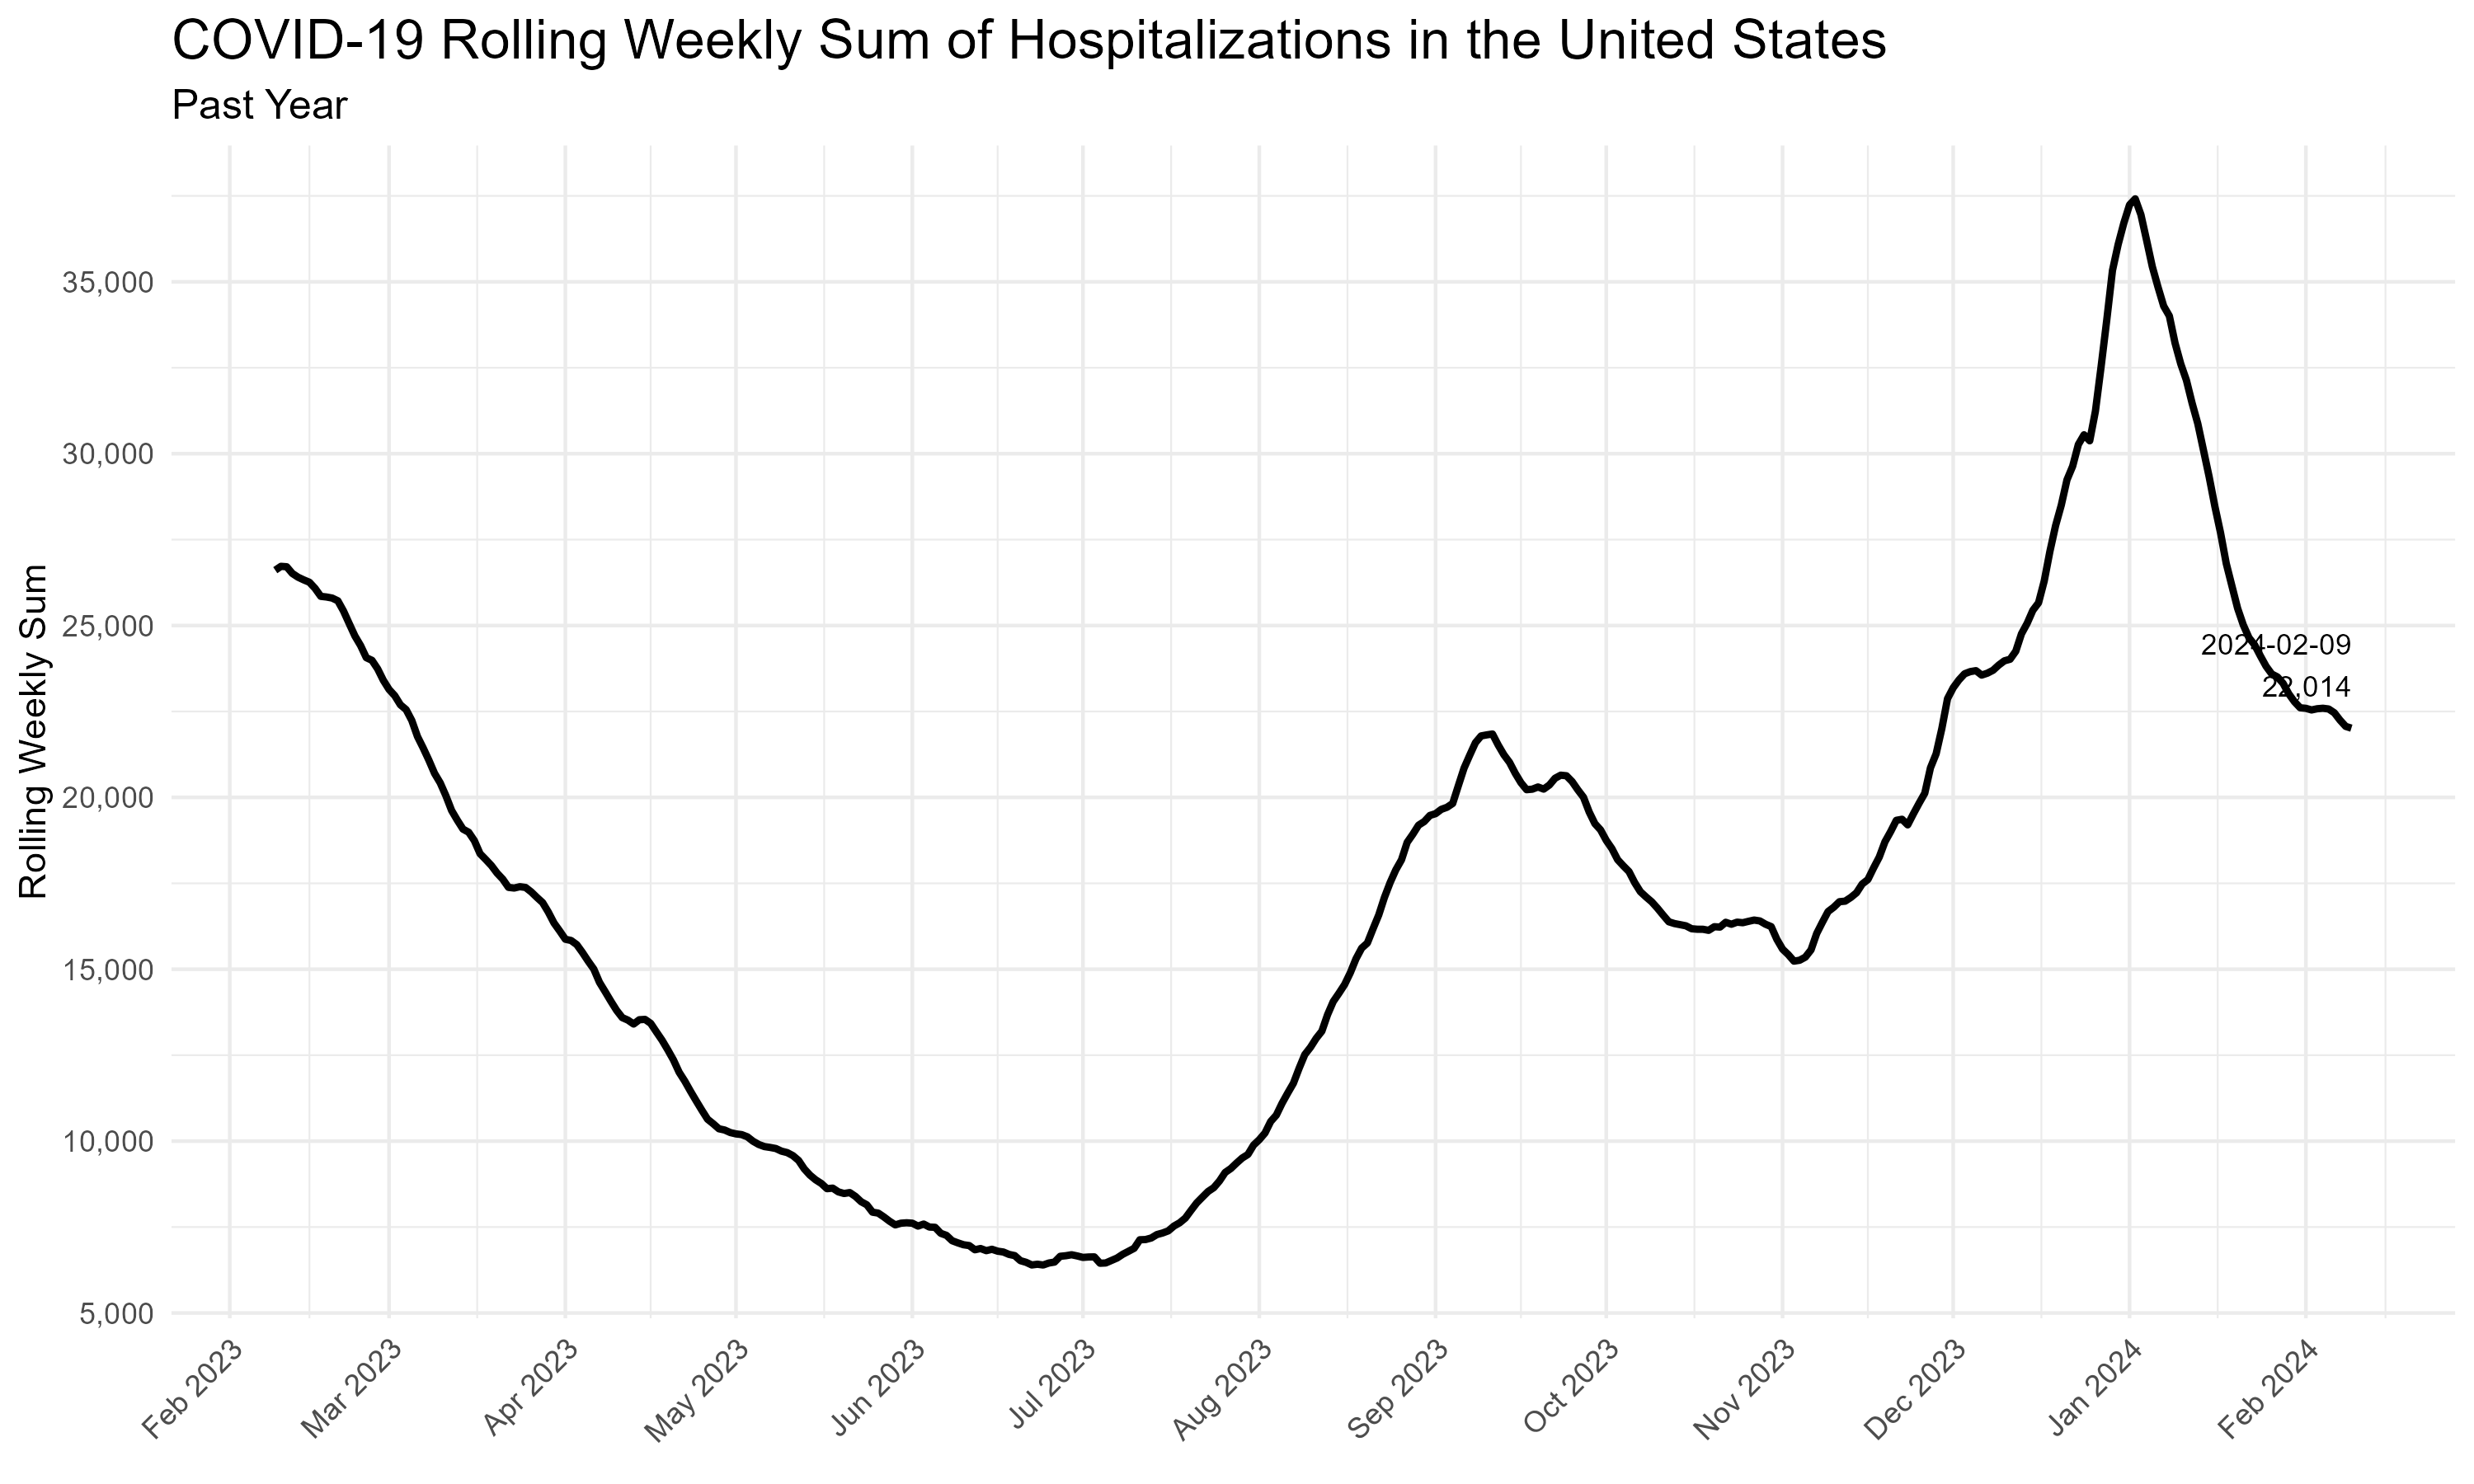 COVID-19 Rolling Weekly Sum of Hospitalizations in the United States
Past Year
Rolling Weekly Sum
35,000
30,000
25,000
20,000
15,000
10,000
5,000
2024-02-09
22,014
Feb 2023
Mar 2023
Apr 2023
May 2023
Jun 2023
Jul 2023
Aug 2023
Sep 2023
Oct 2023
Nov 2023
Dec 2023
Jan 2024
Feb 2024